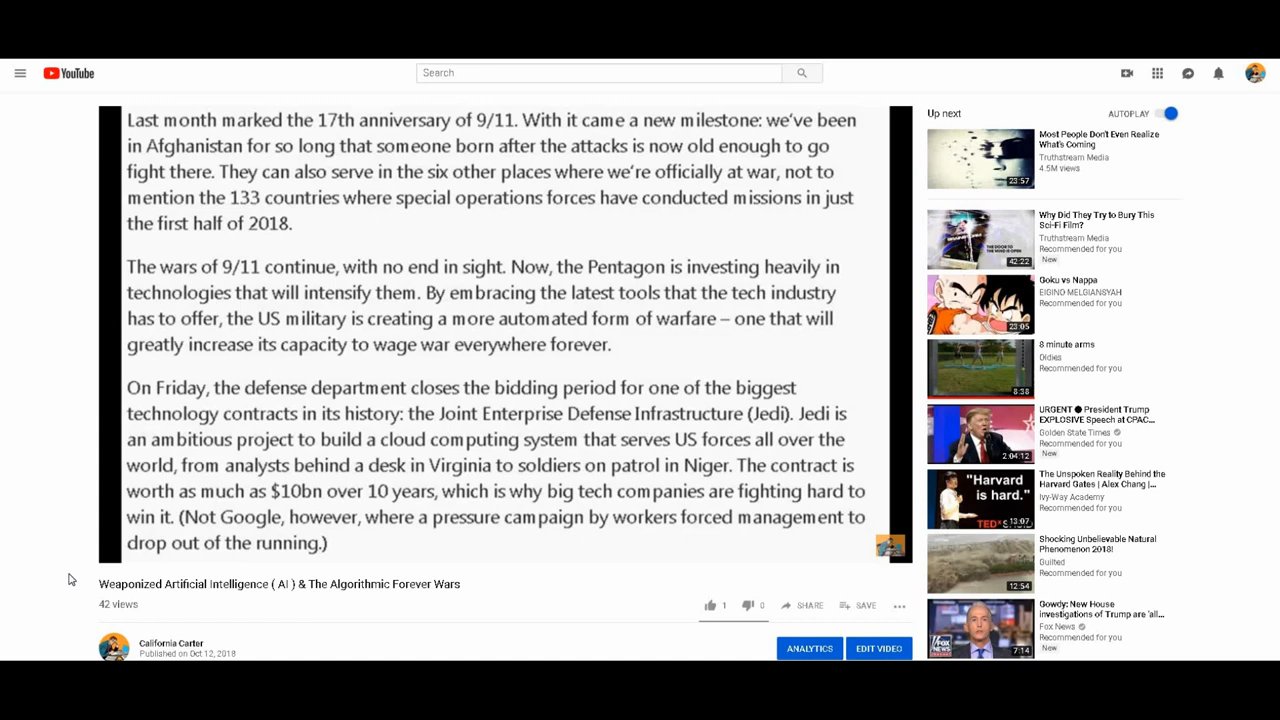 YouTube
Search
Last month marked the 17th anniversary of 9/11. With it came a new milestone: we've been
in Afghanistan for so long that someone born after the attacks is now old enough to go
fight there. They can also serve in the six other places where we're officially at war, not to
mention the 133 countries where special operations forces have conducted missions in just
the first half of 2018.
The wars of 9/11 continue, with no end in sight. Now, the Pentagon is investing heavily in
technologies that will intensify them. By embracing the latest tools that the tech industry
has to offer, the US military is creating a more automated form of warfare – one that will
greatly increase its capacity to wage war everywhere forever.
On Friday, the defense department closes the bidding period for one of the biggest
technology contracts in its history: the Joint Enterprise Defense Infrastructure (Jedi). Jedi is
an ambitious project to build a cloud computing system that serves US forces all over the
world, from analysts behind a desk in Virginia to soldiers on patrol in Niger. The contract is
worth as much as $10bn over 10 years, which is why big tech companies are fighting hard to
win it. (Not Google, however, where a pressure campaign by workers forced management to
drop out of the running.)
Weaponized Artificial Intelligence ( AI ) & The Algorithmic Forever Wars
42 views
1
0
SHARE
SAVE
California Carter
Published on Oct 12, 2018
ANALYTICS
EDIT VIDEO
Up next
AUTOPLAY
23:57
Most People Don't Even Realize
What's Coming
Truthstream Media
4.5M views
42:22
Why Did They Try to Bury This
Sci-Fi Film?
Truthstream Media
Recommended for you
New
23:05
Goku vs Nappa
EIGINO MELGIANSYAH
Recommended for you
8:38
8 minute arms
Oldies
Recommended for you
2:04:12
URGENT ● President Trump
EXPLOSIVE Speech at CPAC...
Golden State Times
Recommended for you
New
"Harvard
is hard."
13:07
The Unspoken Reality Behind the
Harvard Gates | Alex Chang |...
Ivy-Way Academy
Recommended for you
12:54
Shocking Unbelievable Natural
Phenomenon 2018!
Guilted
Recommended for you
FOX
NEWS
7:14
Gowdy: New House
investigations of Trump are 'all...
Fox News
Recommended for you
New